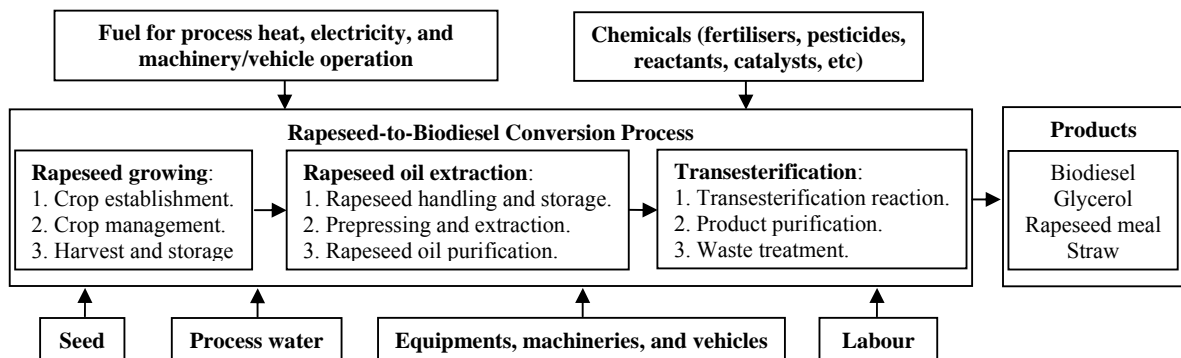 Fuel for process heat, electricity, and
machinery/vehicle operation
Chemicals (fertilisers, pesticides,
reactants, catalysts, etc)
Rapeseed-to-Biodiesel Conversion Process
Rapeseed growing:
1. Crop establishment.
2. Crop management.
3. Harvest and storage
Rapeseed oil extraction:
1. Rapeseed handling and storage.
2. Prepressing and extraction.
3. Rapeseed oil purification.
Transesterification:
1. Transesterification reaction.
2. Product purification.
3. Waste treatment.
Products
Biodiesel
Glycerol
Rapeseed meal
Straw
Seed
Process water
Equipments, machineries, and vehicles
Labour